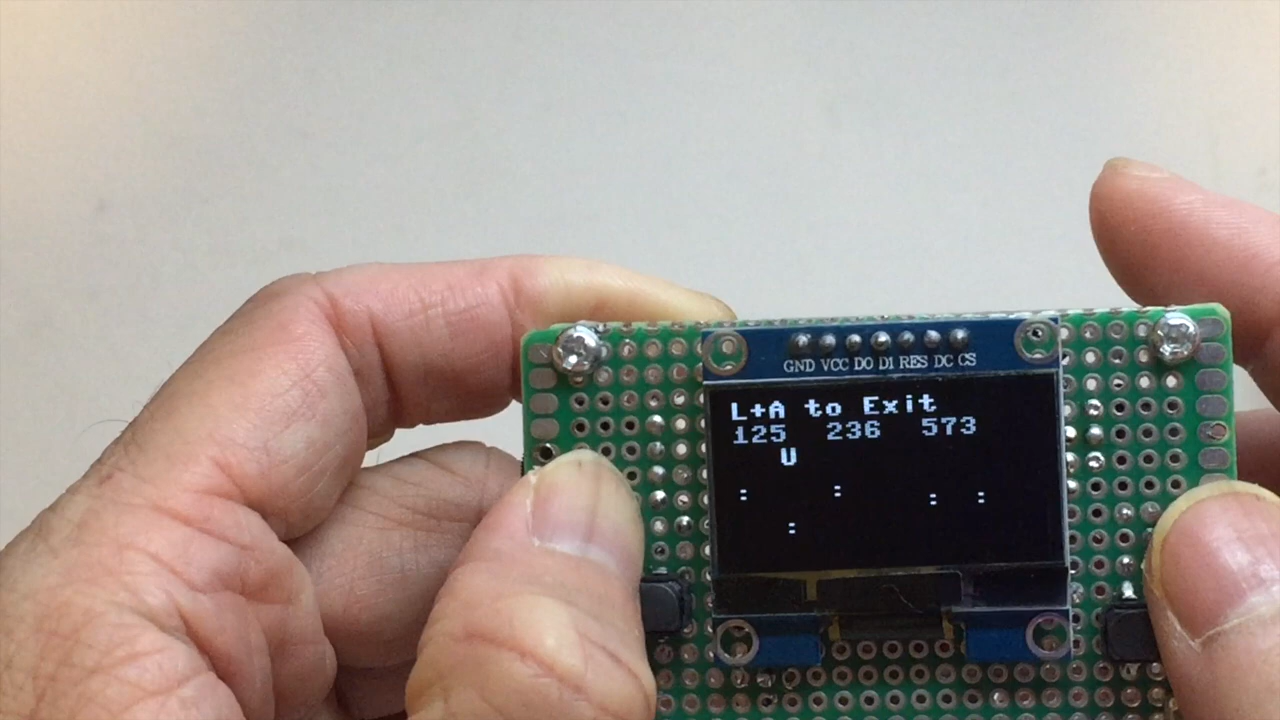 GND VCC D0 D1 RES DC CS
L+A to Exit
125 236 573
U
: : : :
: